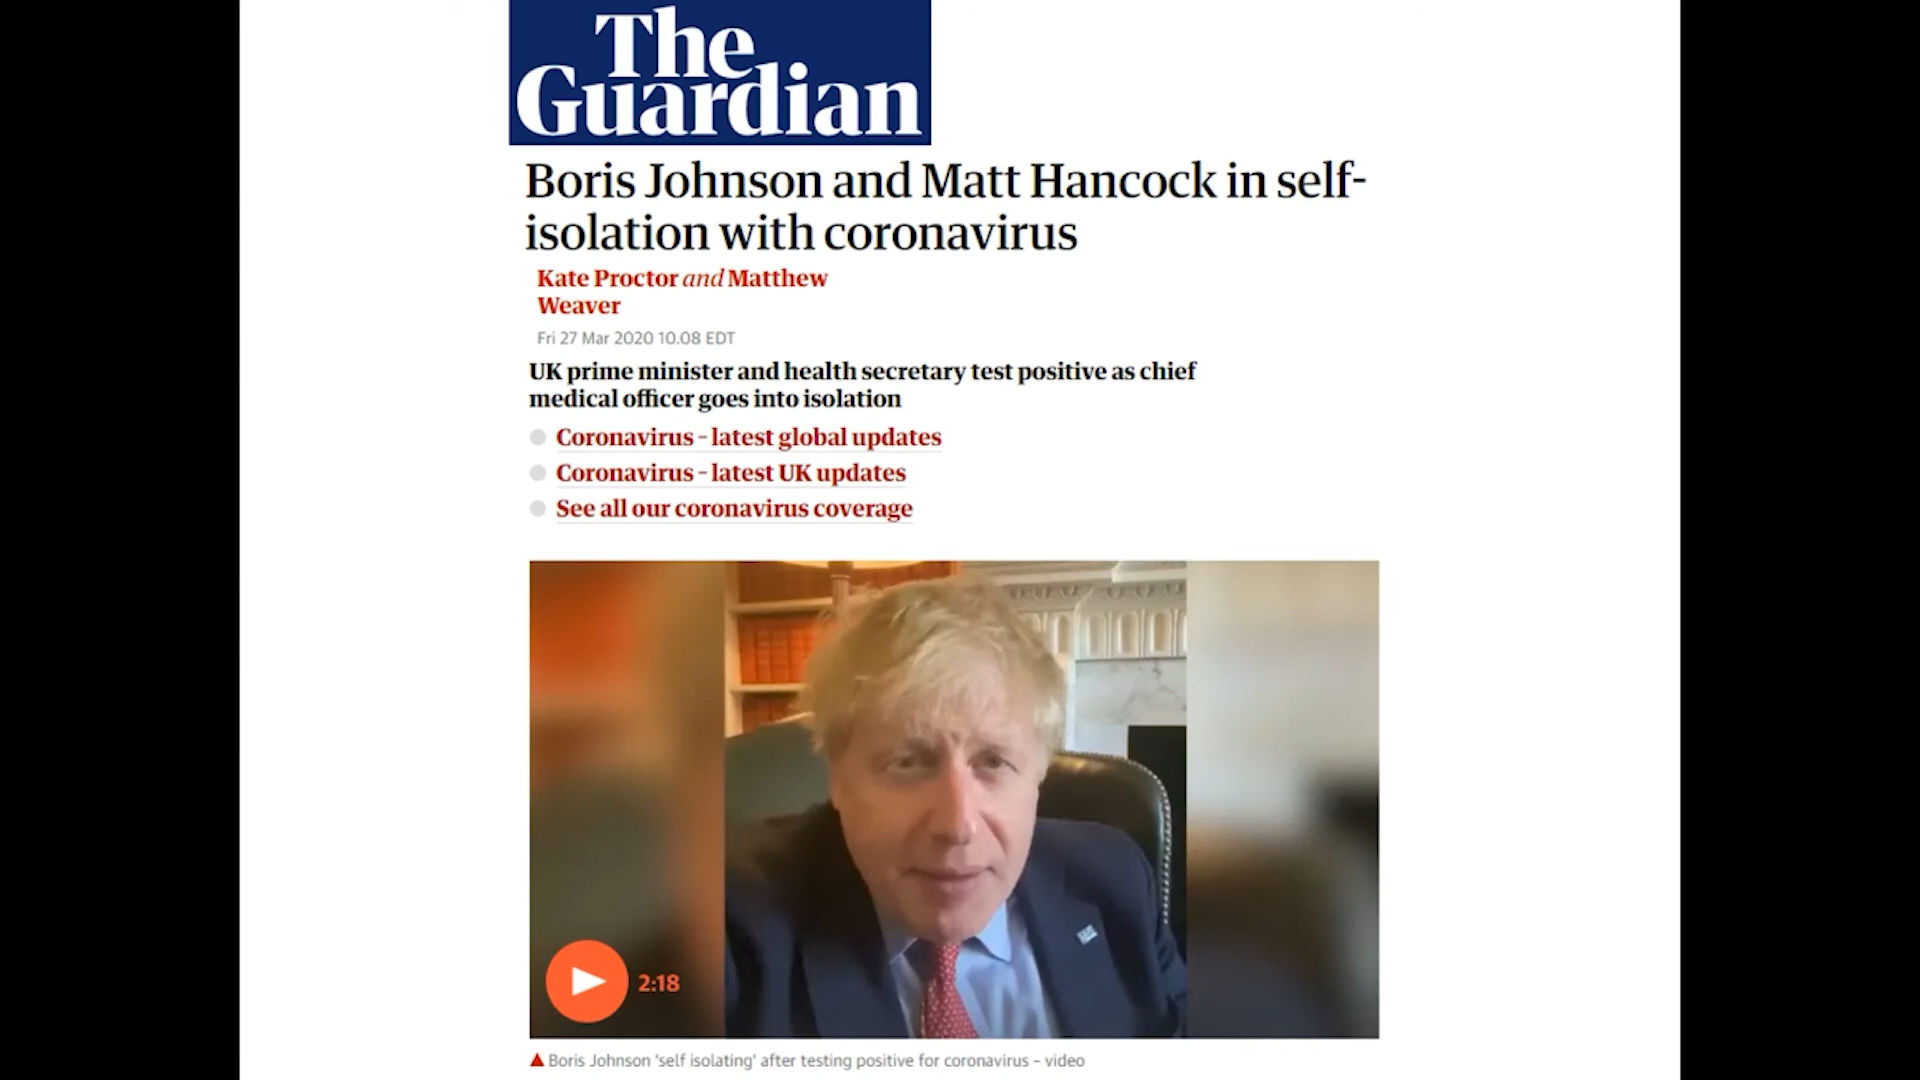 The
Guardian
Boris Johnson and Matt Hancock in self-
isolation with coronavirus
Kate Proctor and Matthew
Weaver
Fri 27 Mar 2020 10.08 EDT
UK prime minister and health secretary test positive as chief
medical officer goes into isolation
Coronavirus – latest global updates
Coronavirus – latest UK updates
See all our coronavirus coverage
2:18
Boris Johnson 'self isolating' after testing positive for coronavirus – video